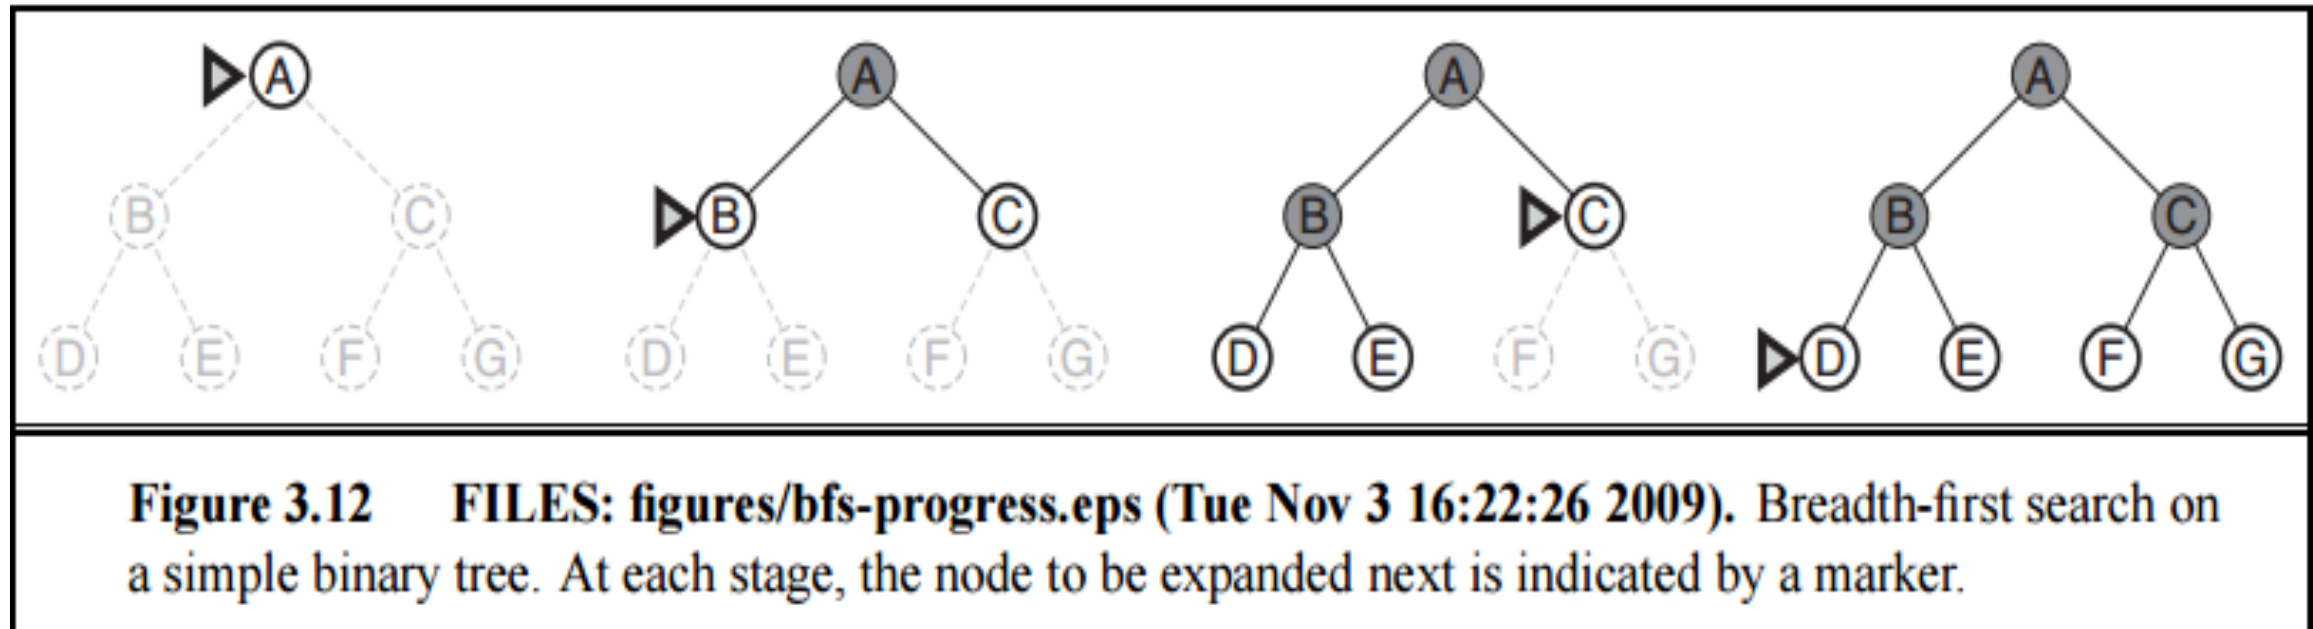 A A A A
B C B C B C B C
D E F G D E F G D E F G D E F G
Figure 3.12 FILES: figures/bfs-progress.eps (Tue Nov 3 16:22:26 2009). Breadth-first search on
a simple binary tree. At each stage, the node to be expanded next is indicated by a marker.